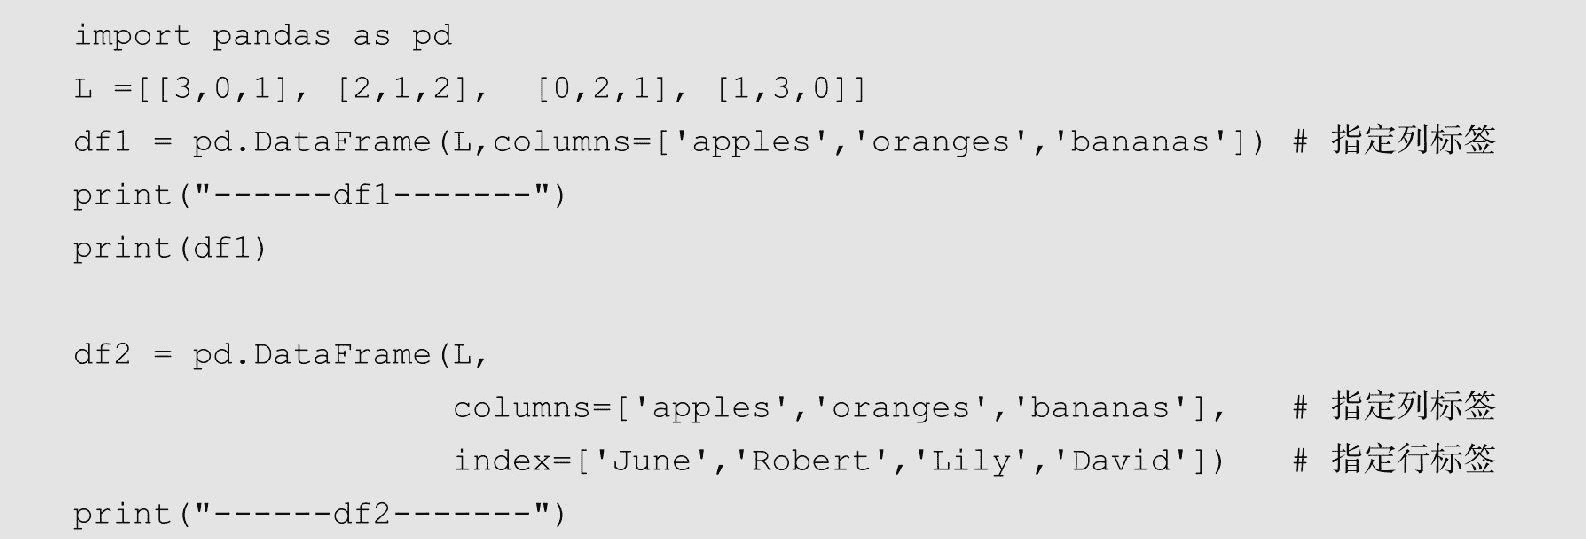 import pandas as pd
L =[[3,0,1], [2,1,2],  [0,2,1], [1,3,0]]
df1 = pd.DataFrame(L,columns=['apples','oranges','bananas']) # 指定列标签
print("------df1-------")
print(df1)
df2 = pd.DataFrame(L,
columns=['apples','oranges','bananas'],   # 指定列标签
index=['June','Robert','Lily','David'])   # 指定行标签
print("------df2-------")